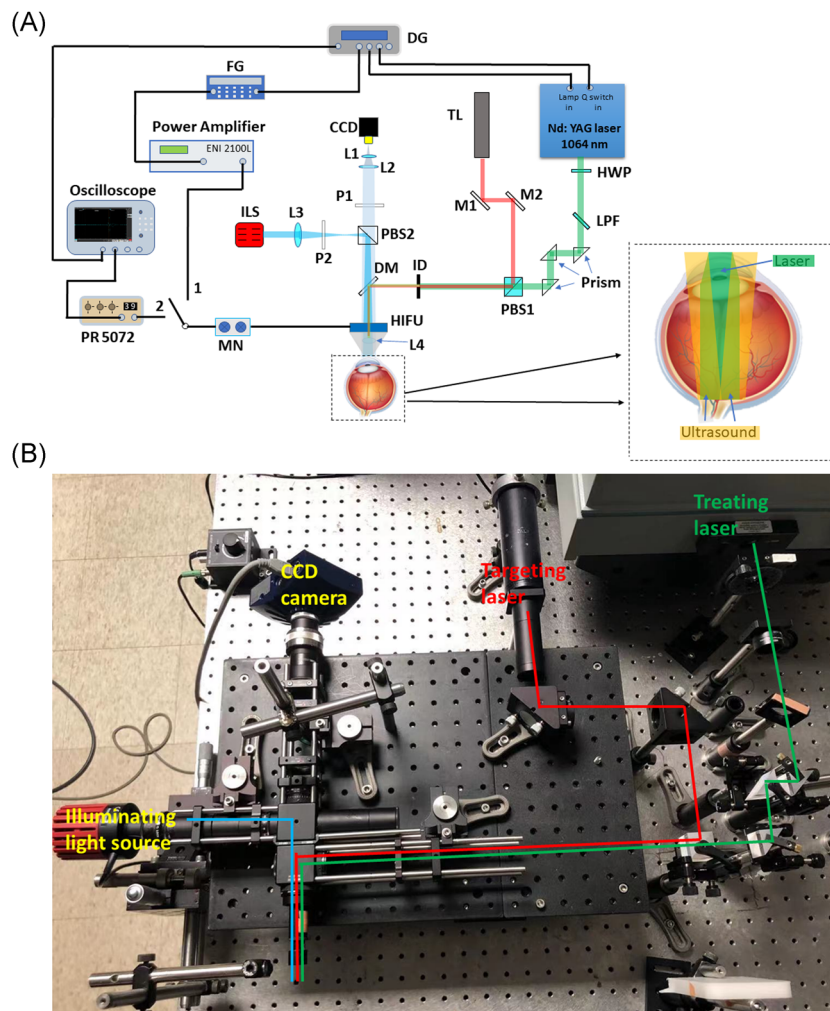 (A)
DG
FG
Power Amplifier
ENI 2100L
Oscilloscope
PR5072
39
2
1
MN
CCD
L1
L2
P1
ILS
L3
P2
PBS2
DM
ID
HIFU
L4
TL
M1
M2
PBS1
Prism
Lamp Q switch
in in
Nd: YAG laser
1064 nm
HWP
LPF
Laser
Ultrasound
(B)
CCD
camera
Targeting
laser
Treating
laser
Illuminating
light source